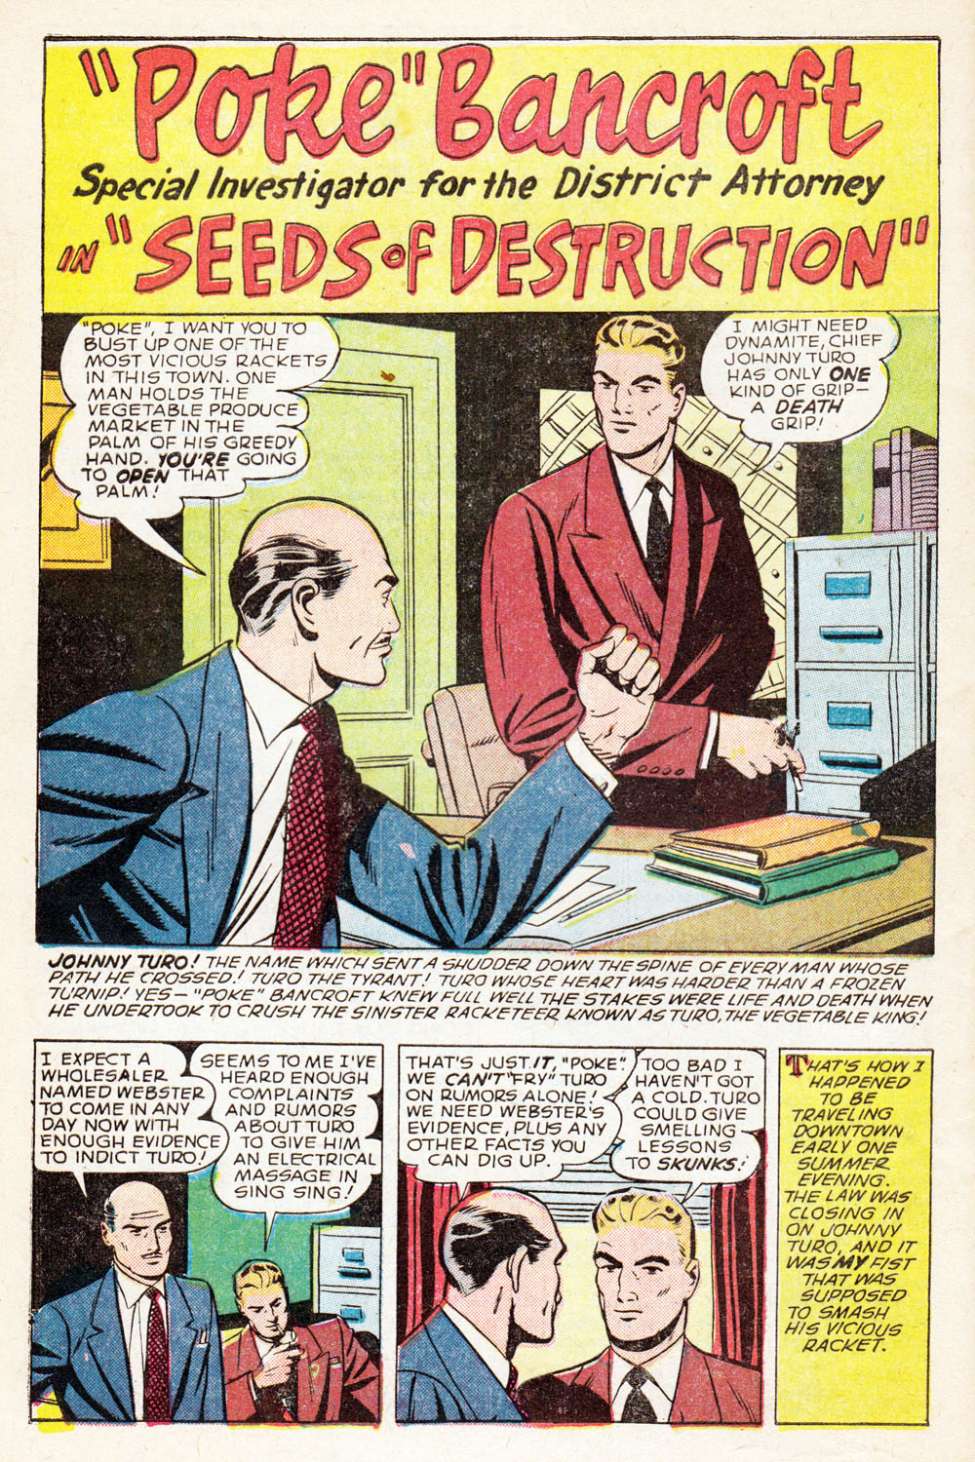 "Poke" Bancroft
Special Investigator for the District Attorney
IN "SEEDS of DESTRUCTION"
"POKE", I WANT YOU TO
BUST UP ONE OF THE
MOST VICIOUS RACKETS
IN THIS TOWN. ONE
MAN HOLDS THE
VEGETABLE PRODUCE
MARKET IN THE
PALM OF HIS GREEDY
HAND. YOU'RE GOING
TO OPEN THAT
PALM!
I MIGHT NEED
DYNAMITE, CHIEF
JOHNNY TURO
HAS ONLY ONE
KIND OF GRIP—
A DEATH
GRIP!
JOHNNY TURO! THE NAME WHICH SENT A SHUDDER DOWN THE SPINE OF EVERY MAN WHOSE
PATH HE CROSSED! TURO THE TYRANT! TURO WHOSE HEART WAS HARDER THAN A FROZEN
TURNIP! YES— "POKE" BANCROFT KNEW FULL WELL THE STAKES WERE LIFE AND DEATH WHEN
HE UNDERTOOK TO CRUSH THE SINISTER RACKETEER KNOWN AS TURO, THE VEGETABLE KING!
I EXPECT A
WHOLESALER
NAMED WEBSTER
TO COME IN ANY
DAY NOW WITH
ENOUGH EVIDENCE
TO INDICT TURO!
SEEMS TO ME I'VE
HEARD ENOUGH
COMPLAINTS
AND RUMORS
ABOUT TURO
TO GIVE HIM
AN ELECTRICAL
MASSAGE IN
SING SING!
THAT'S JUST IT, "POKE".
WE CAN'T "FRY" TURO
ON RUMORS ALONE!
WE NEED WEBSTER'S
EVIDENCE, PLUS ANY
OTHER FACTS YOU
CAN DIG UP.
TOO BAD I
HAVEN'T GOT
A COLD. TURO
COULD GIVE
SMELLING
LESSONS
TO SKUNKS!
THAT'S HOW I
HAPPENED
TO BE
TRAVELING
DOWNTOWN
EARLY ONE
SUMMER
EVENING.
THE LAW WAS
CLOSING IN
ON JOHNNY
TURO, AND IT
WAS MY FIST
THAT WAS
SUPPOSED
TO SMASH
HIS VICIOUS
RACKET.